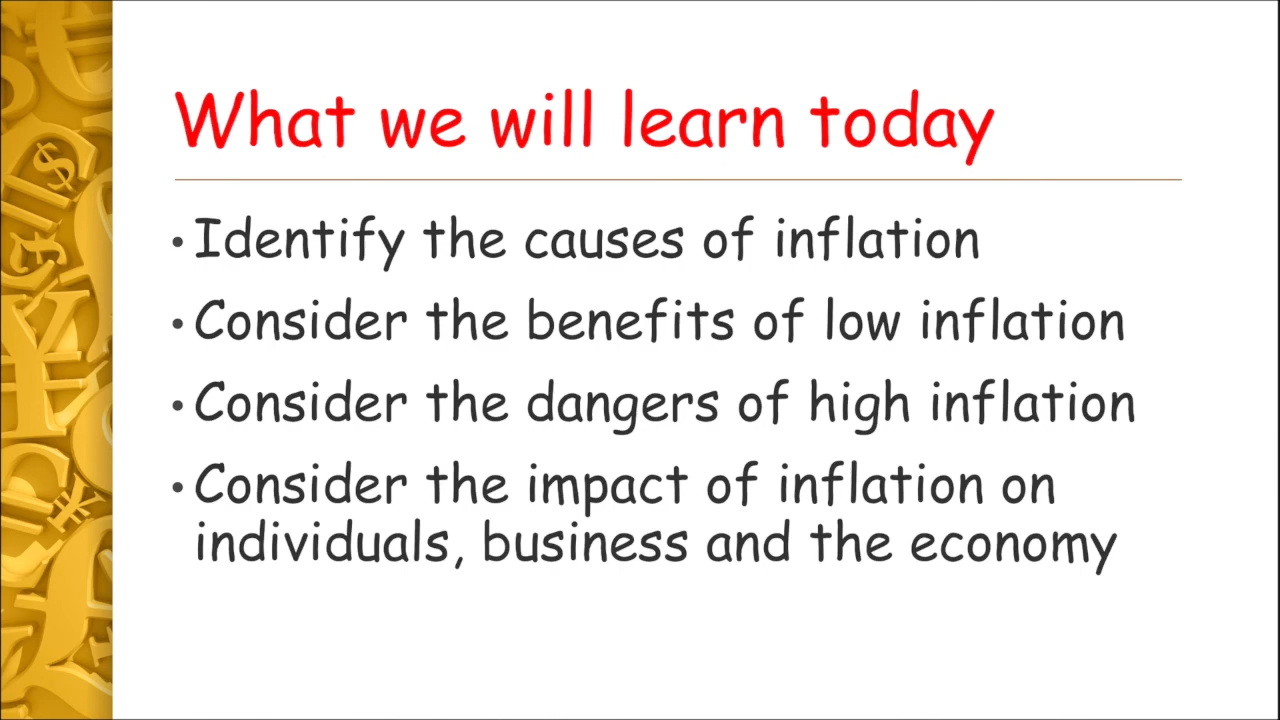 What we will learn today
• Identify the causes of inflation
• Consider the benefits of low inflation
• Consider the dangers of high inflation
• Consider the impact of inflation on
individuals, business and the economy